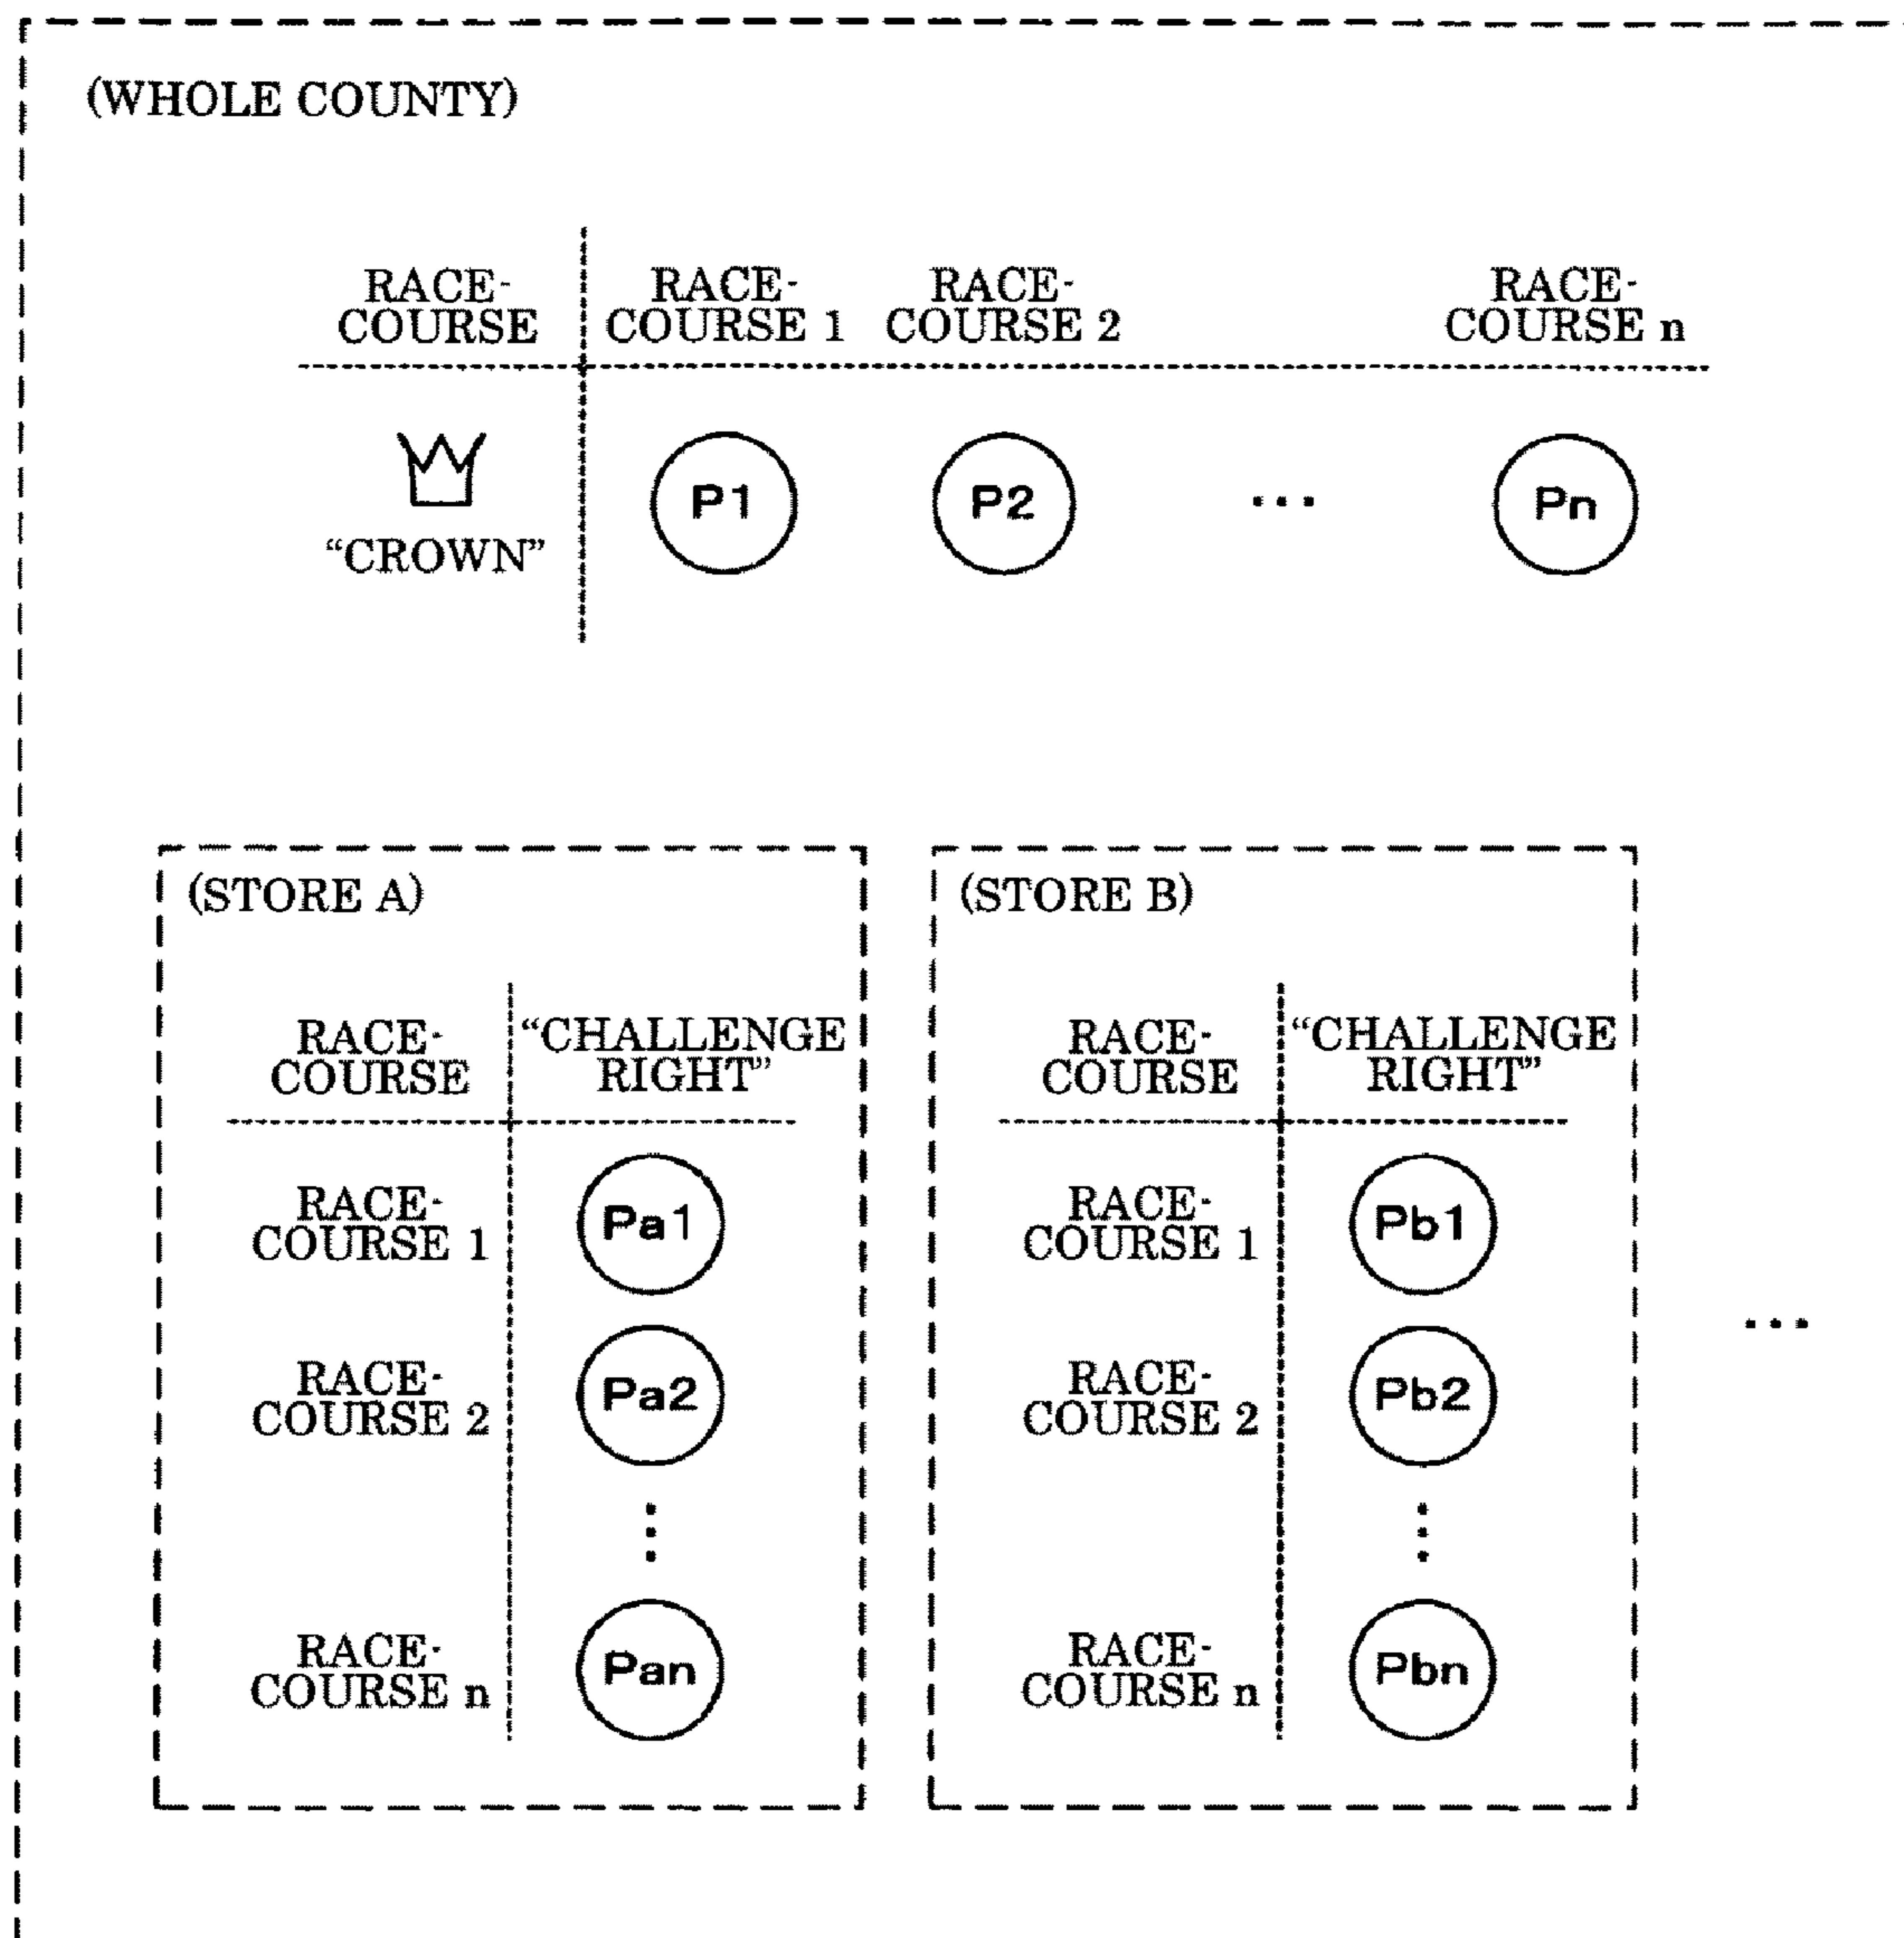 (WHOLE COUNTY)
RACE- RACE- RACE- RACE-
COURSE COURSE 1 COURSE 2 COURSE n
P1 P2 ... Pn
“CROWN”
(STORE A)
RACE- “CHALLENGE
COURSE RIGHT”
RACE-
COURSE 1
Pa1
RACE-
COURSE 2
Pa2
⋮
RACE-
COURSE n
Pan
(STORE B)
RACE- “CHALLENGE
COURSE RIGHT”
RACE-
COURSE 1
Pb1
RACE-
COURSE 2
Pb2
⋮
RACE-
COURSE n
Pbn
...